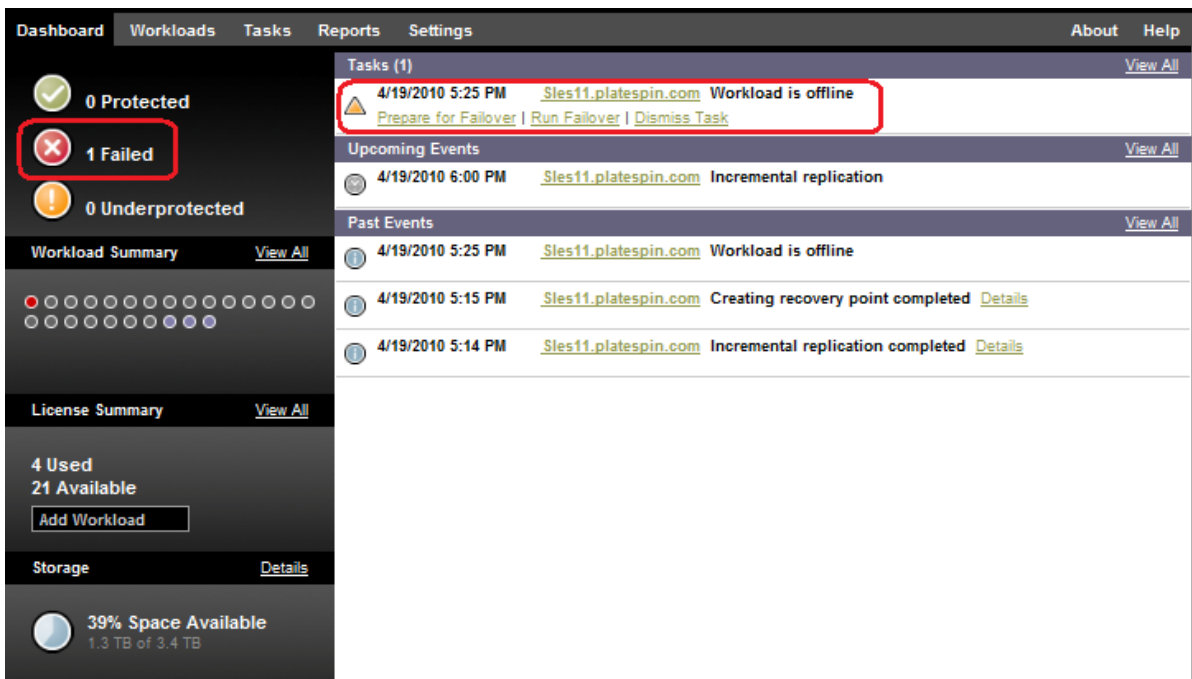 Dashboard Workloads Tasks Reports Settings About Help
0 Protected
1 Failed
0 Underprotected
Workload Summary View All
License Summary View All
4 Used
21 Available
Add Workload
Storage Details
39% Space Available
1.3 TB of 3.4 TB
Tasks (1) View All
4/19/2010 5:25 PM Sles11.platespin.com Workload is offline
Prepare for Failover | Run Failover | Dismiss Task
Upcoming Events View All
4/19/2010 6:00 PM Sles11.platespin.com Incremental replication
Past Events View All
4/19/2010 5:25 PM Sles11.platespin.com Workload is offline
4/19/2010 5:15 PM Sles11.platespin.com Creating recovery point completed Details
4/19/2010 5:14 PM Sles11.platespin.com Incremental replication completed Details